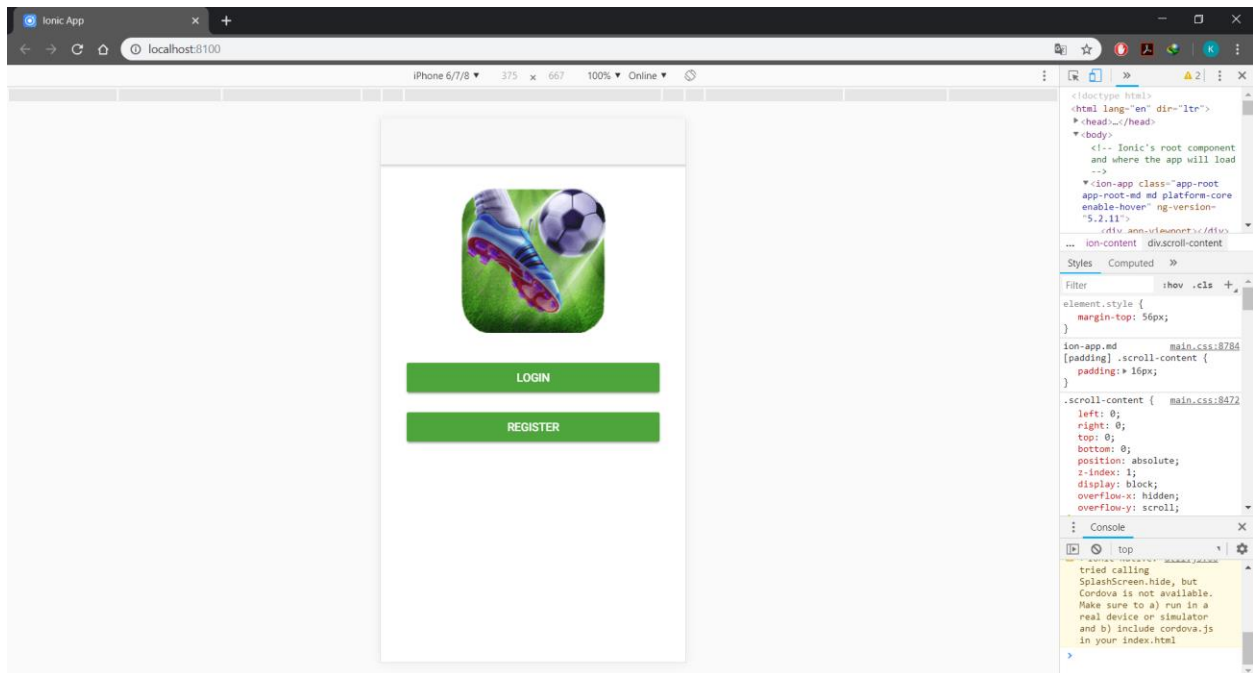 Ionic App
localhost:8100
K
iPhone 6/7/8 ▼ 375 x 667 100% ▼ Online ▼
2
<!doctype html>
<html lang="en" dir="ltr">
<head>…</head>
<body>
<!-- Ionic's root component
and where the app will load
-->
<ion-app class="app-root
app-root-md md platform-core
enable-hover" ng-version=
"5.2.11">
<div app-viewport></div>
... ion-content div.scroll-content
Styles Computed »
Filter :hov .cls +
element.style {
margin-top: 56px;
}
ion-app.md main.css:8784
[padding] .scroll-content {
padding: 16px;
}
.scroll-content { main.css:8472
left: 0;
right: 0;
top: 0;
bottom: 0;
position: absolute;
z-index: 1;
display: block;
overflow-x: hidden;
overflow-y: scroll;
LOGIN
REGISTER
Console
top
tried calling
SplashScreen.hide, but
Cordova is not available.
Make sure to a) run in a
real device or simulator
and b) include cordova.js
in your index.html